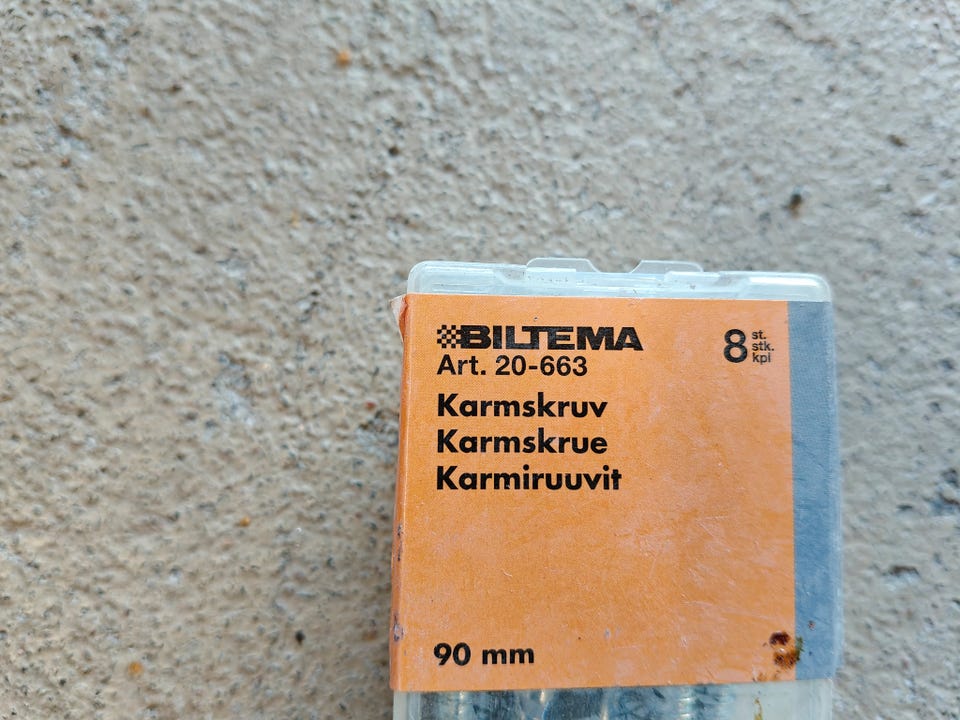 BILTEMA
Art. 20-663
8 st. stk. kpl
Karmskruv
Karmskrue
Karmiruuvit
90 mm